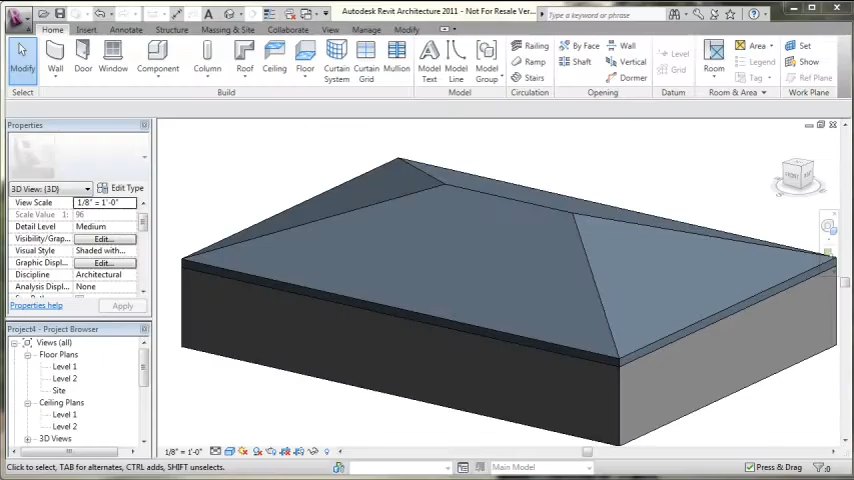 Autodesk Revit Architecture 2011 - Not For Resale Ver...
Type a keyword or phrase
Home Insert Annotate Structure Massing & Site Collaborate View Manage Modify
Modify Wall Door Window Component Column Roof Ceiling Floor Curtain System Curtain Grid Mullion Model Text Model Line Model Group Railing Ramp Stairs By Face Shaft Wall Vertical Dormer Level Grid Room Area Legend Tag Set Show Ref Plane
Select Build Model Circulation Opening Datum Room & Area Work Plane
Properties
3D View: {3D} Edit Type
View Scale 1/8" = 1'-0"
Scale Value 1: 96
Detail Level Medium
Visibility/Grap... Edit...
Visual Style Shaded with...
Graphic Displ... Edit...
Discipline Architectural
Analysis Displ... None
Properties help Apply
Project4 - Project Browser
Views (all)
Floor Plans
Level 1
Level 2
Site
Ceiling Plans
Level 1
Level 2
3D Views
FRONT
1/8" = 1'-0"
Click to select, TAB for alternates, CTRL adds, SHIFT unselects.
Main Model
Press & Drag
:0